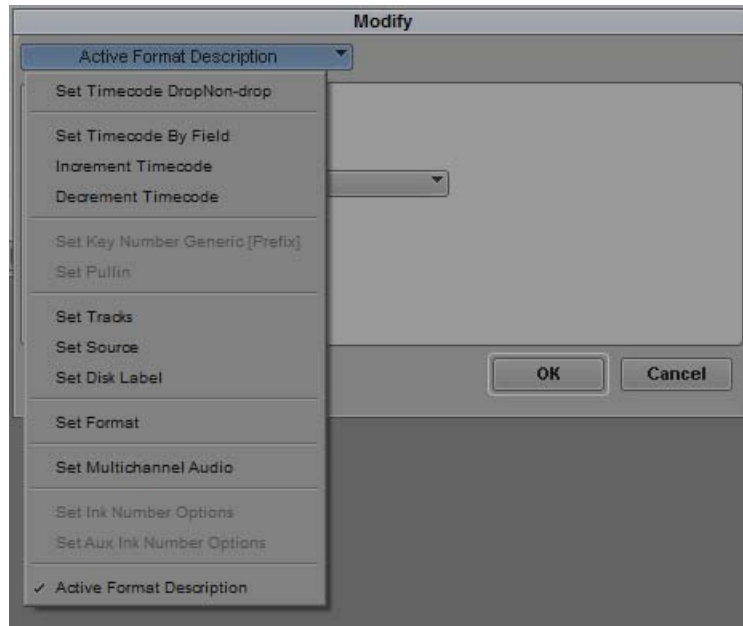 Modify
Active Format Description
Set Timecode DropNon-drop
Set Timecode By Field
Increment Timecode
Decrement Timecode
Set Key Number Generic [Prefix]
Set Pullin
Set Tracks
Set Source
Set Disk Label
OK
Cancel
Set Format
Set Multichannel Audio
Set Ink Number Options
Set Aux Ink Number Options
✓ Active Format Description